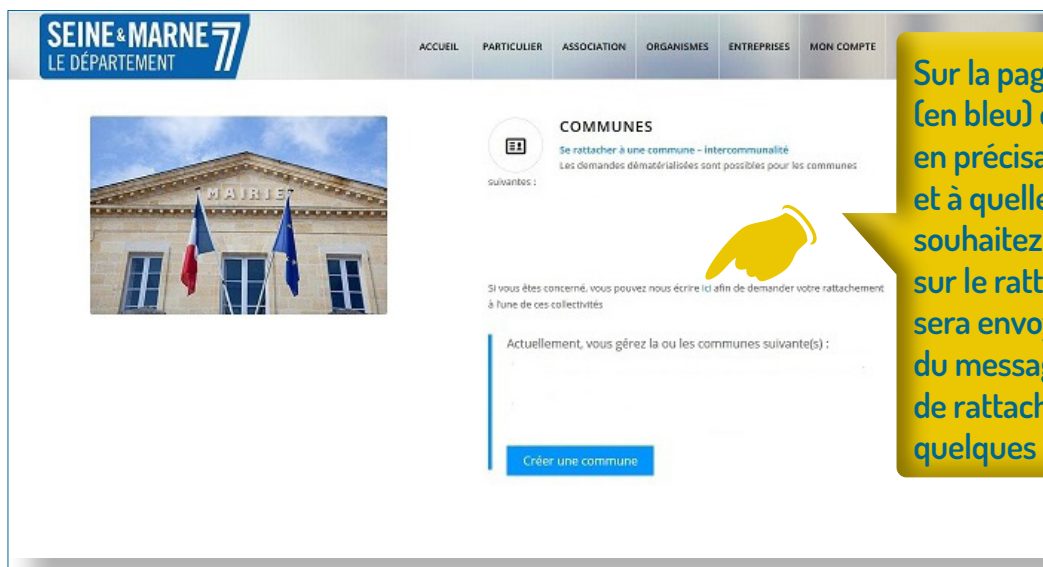 SEINE & MARNE 77
LE DÉPARTEMENT
ACCUEIL PARTICULIER ASSOCIATION ORGANISMES ENTREPRISES MON COMPTE
MAIRIE
COMMUNES
Se rattacher à une commune – intercommunalité
Les demandes dématérialisées sont possibles pour les communes
suivantes :
Si vous êtes concerné, vous pouvez nous écrire ici afin de demander votre rattachement
à l'une de ces collectivités
Actuellement, vous gérez la ou les communes suivante(s) :
Créer une commune
Sur la pag
(en bleu)
en précisa
et à quelle
souhaitez
sur le ratt
sera envo
du messa
de rattach
quelques